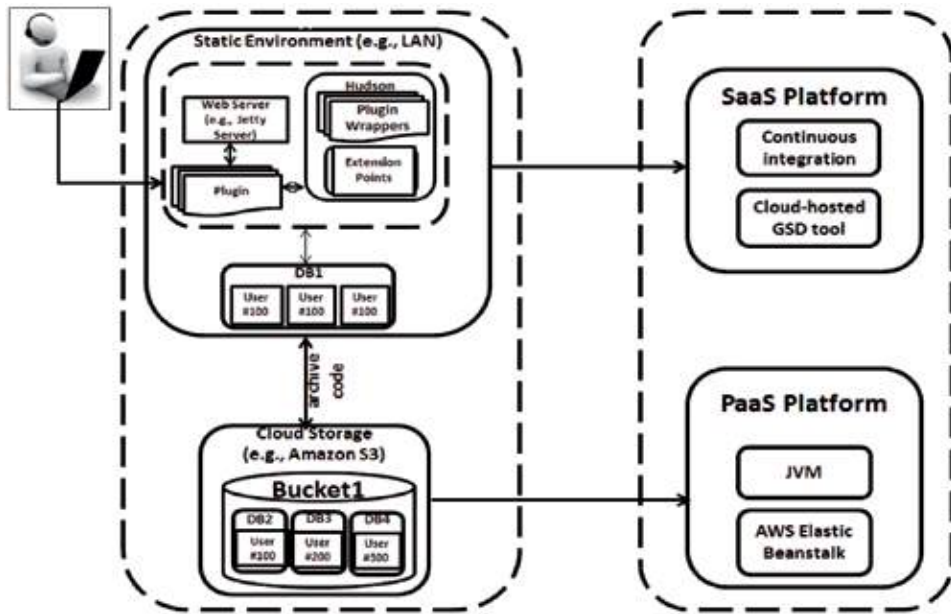 Static Environment (e.g., LAN)
Hudson
Web Server
(e.g., Jetty
Server)
Plugin
Wrappers
Extension
Points
Plugin
DB1
User
#100
User
#100
User
#100
archive
code
Cloud Storage
(e.g., Amazon S3)
Bucket1
DB2
User
#100
DB3
User
#200
DB4
User
#300
SaaS Platform
Continuous
integration
Cloud-hosted
GSD tool
PaaS Platform
JVM
AWS Elastic
Beanstalk